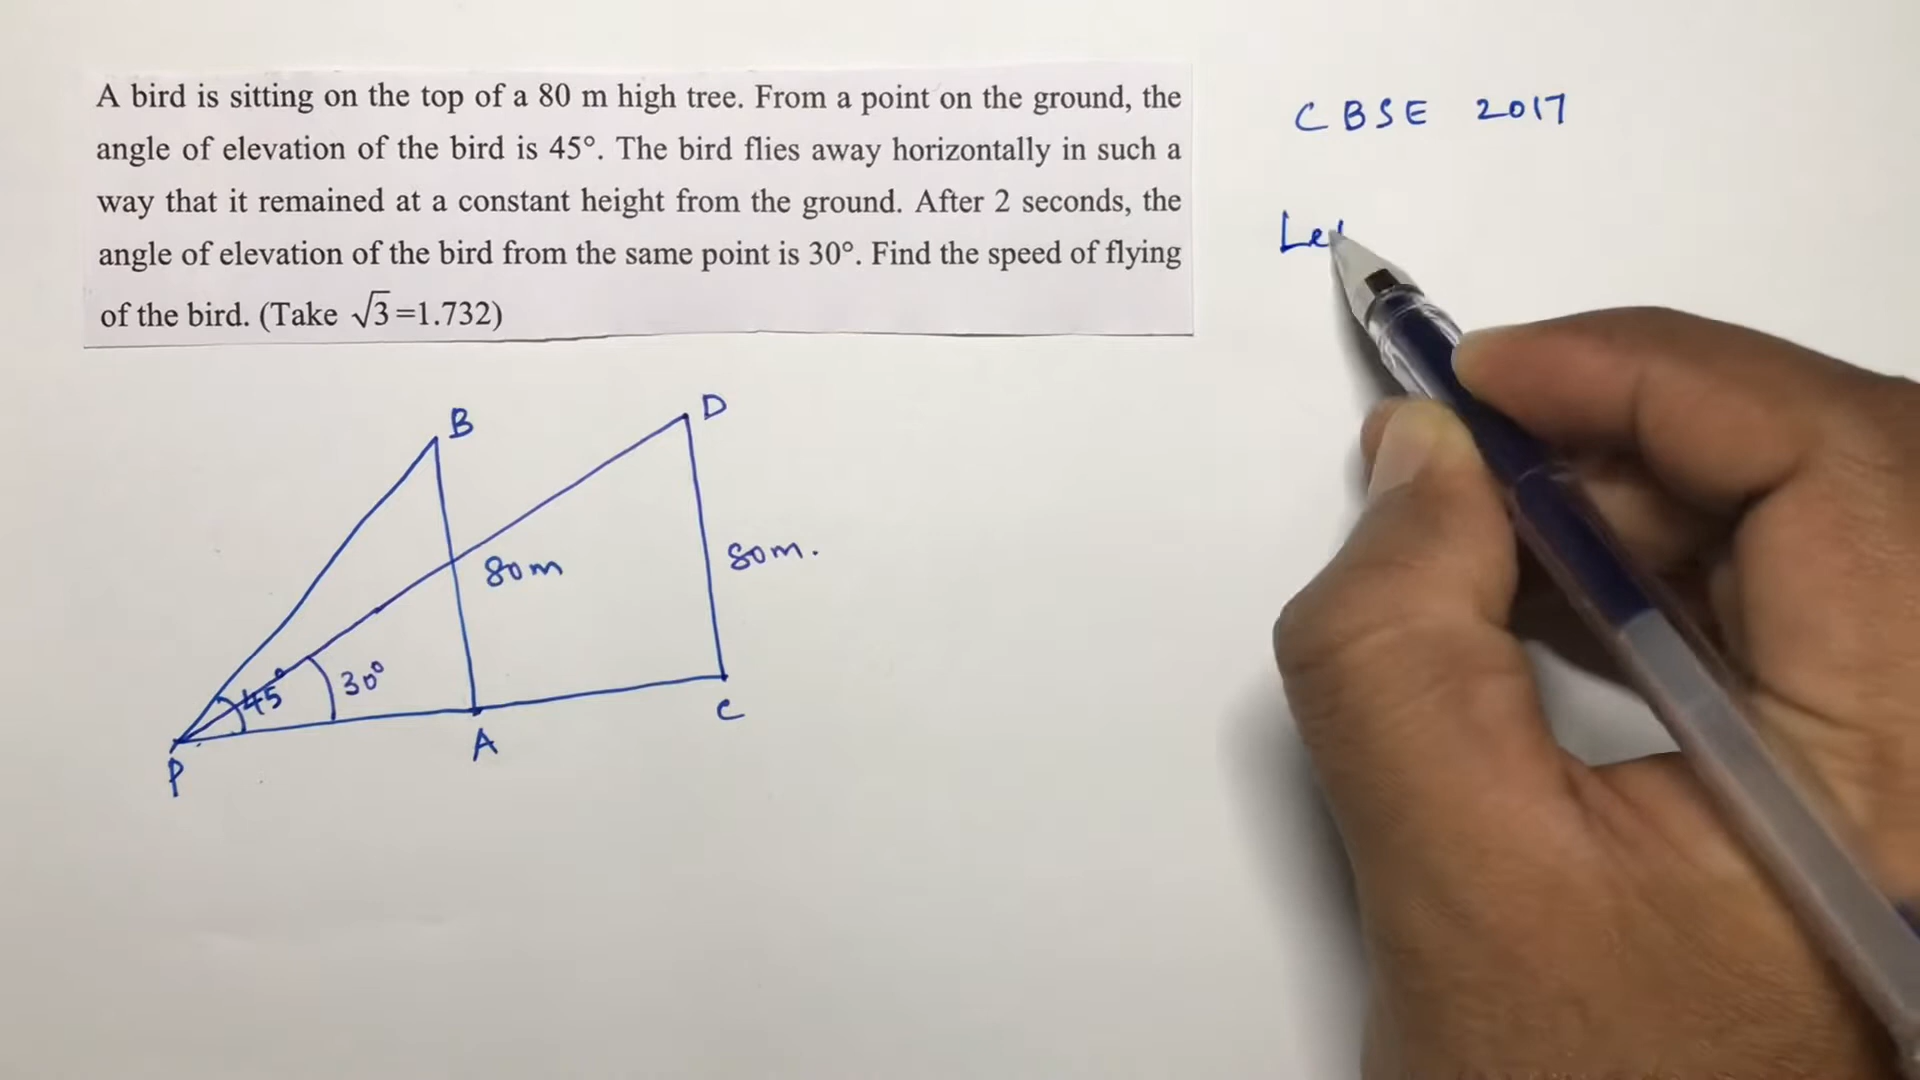 A bird is sitting on the top of a 80 m high tree. From a point on the ground, the
angle of elevation of the bird is 45°. The bird flies away horizontally in such a
way that it remained at a constant height from the ground. After 2 seconds, the
angle of elevation of the bird from the same point is 30°. Find the speed of flying
of the bird. (Take √3=1.732)
CBSE 2017
Let
B
D
80m
80m.
45°
30°
P
A
C